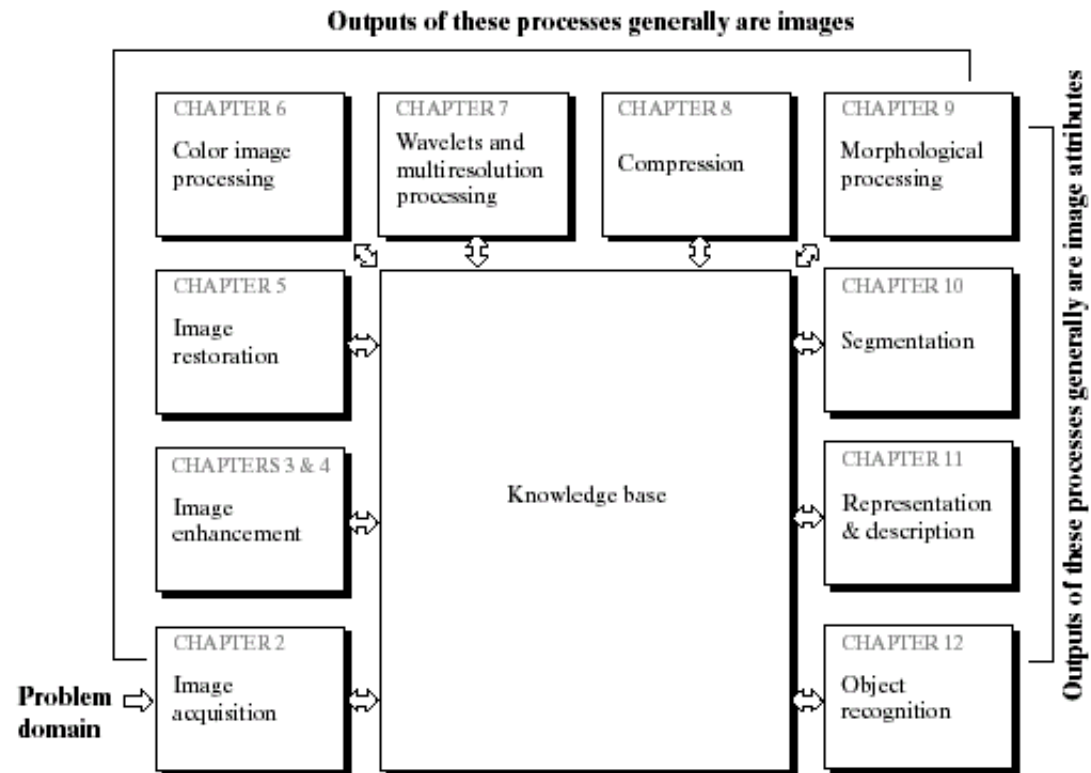 Outputs of these processes generally are images
CHAPTER 6
Color image
processing
CHAPTER 7
Wavelets and
multiresolution
processing
CHAPTER 8
Compression
CHAPTER 9
Morphological
processing
CHAPTER 5
Image
restoration
CHAPTERS 3 & 4
Image
enhancement
CHAPTER 2
Image
acquisition
Problem
domain
Knowledge base
CHAPTER 10
Segmentation
CHAPTER 11
Representation
& description
CHAPTER 12
Object
recognition
Outputs of these processes generally are image attributes